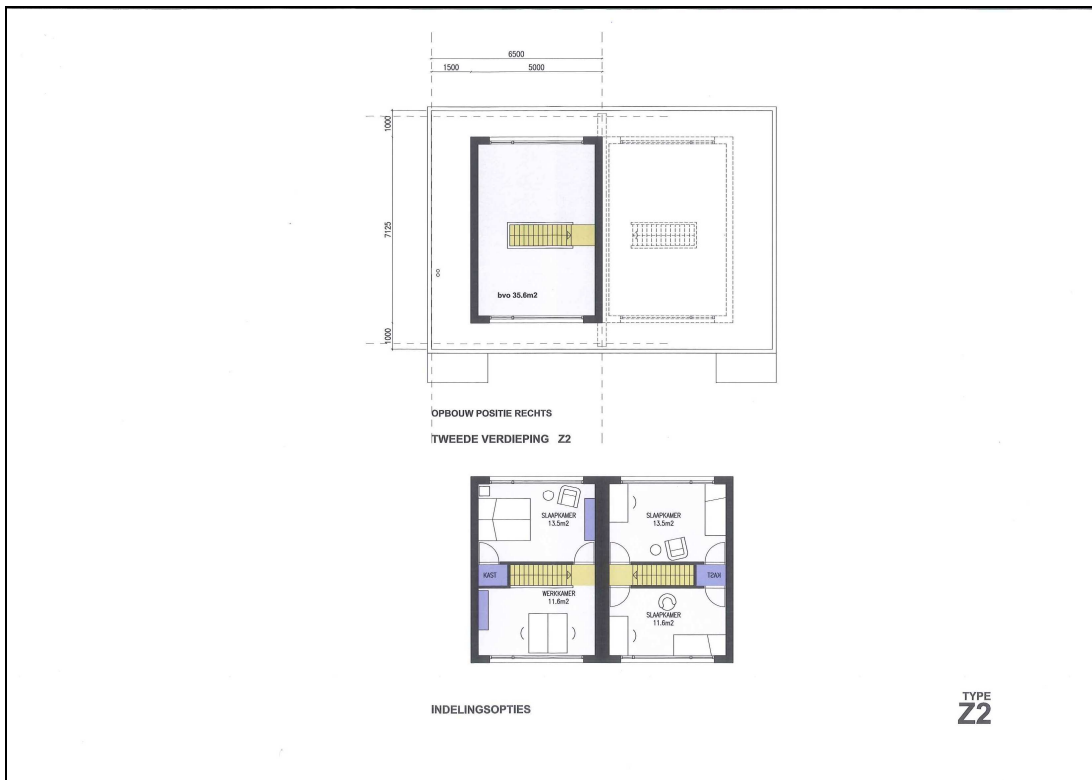 6500
1500 5000
1000
7125
1000
bvo 35.6m2
OPBOUW POSITIE RECHTS
TWEEDE VERDIEPING Z2
SLAAPKAMER
13.5m2
SLAAPKAMER
13.5m2
KAST
KAST
WERKKAMER
11.6m2
SLAAPKAMER
11.6m2
INDELINGSOPTIES
TYPE
Z2